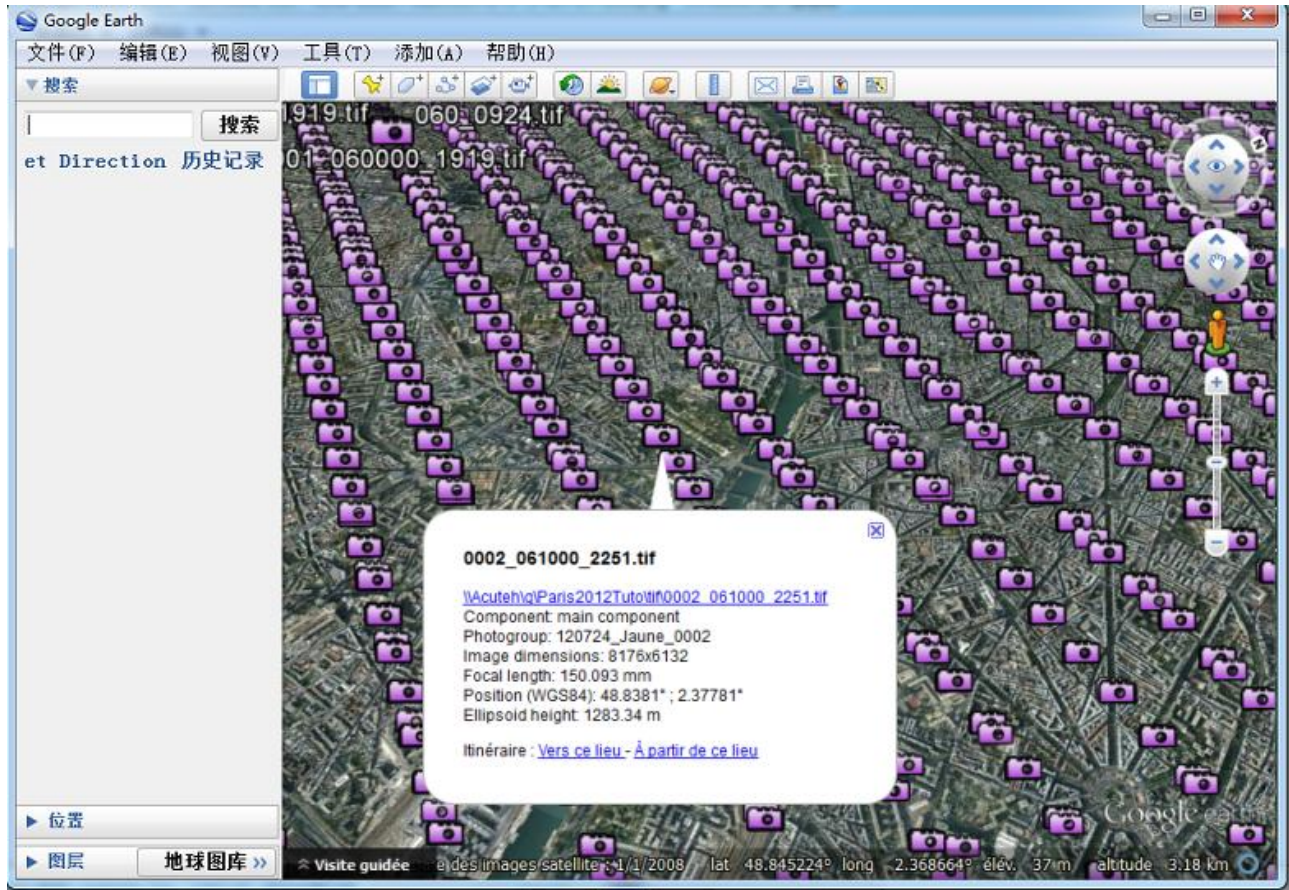 Google Earth
文件(F) 编辑(E) 视图(V) 工具(T) 添加(A) 帮助(H)
搜索
搜索
et Direction 历史记录
1919.tif 060_0924.tif
01_060000_1919.tif
N
0002_061000_2251.tif
\\Acuteh\q\Paris2012Tuto\tif\0002_061000_2251.tif
Component: main component
Photogroup: 120724_Jaune_0002
Image dimensions: 8176x6132
Focal length: 150.093 mm
Position (WGS84): 48.8381° ; 2.37781°
Ellipsoid height: 1283.34 m
Itinéraire : Vers ce lieu - À partir de ce lieu
位置
图层 地球图库 »
Google earth
Visite guidée e des images satellite : 1/1/2008 lat 48.845224° long 2.368664° élév. 37 m altitude 3.18 km